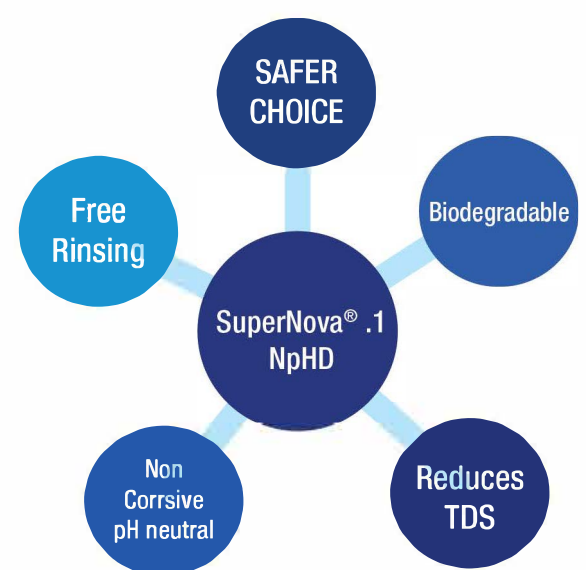 SAFER
CHOICE
Free
Rinsing
Biodegradable
SuperNova® .1
NpHD
Non
Corrsive
pH neutral
Reduces
TDS